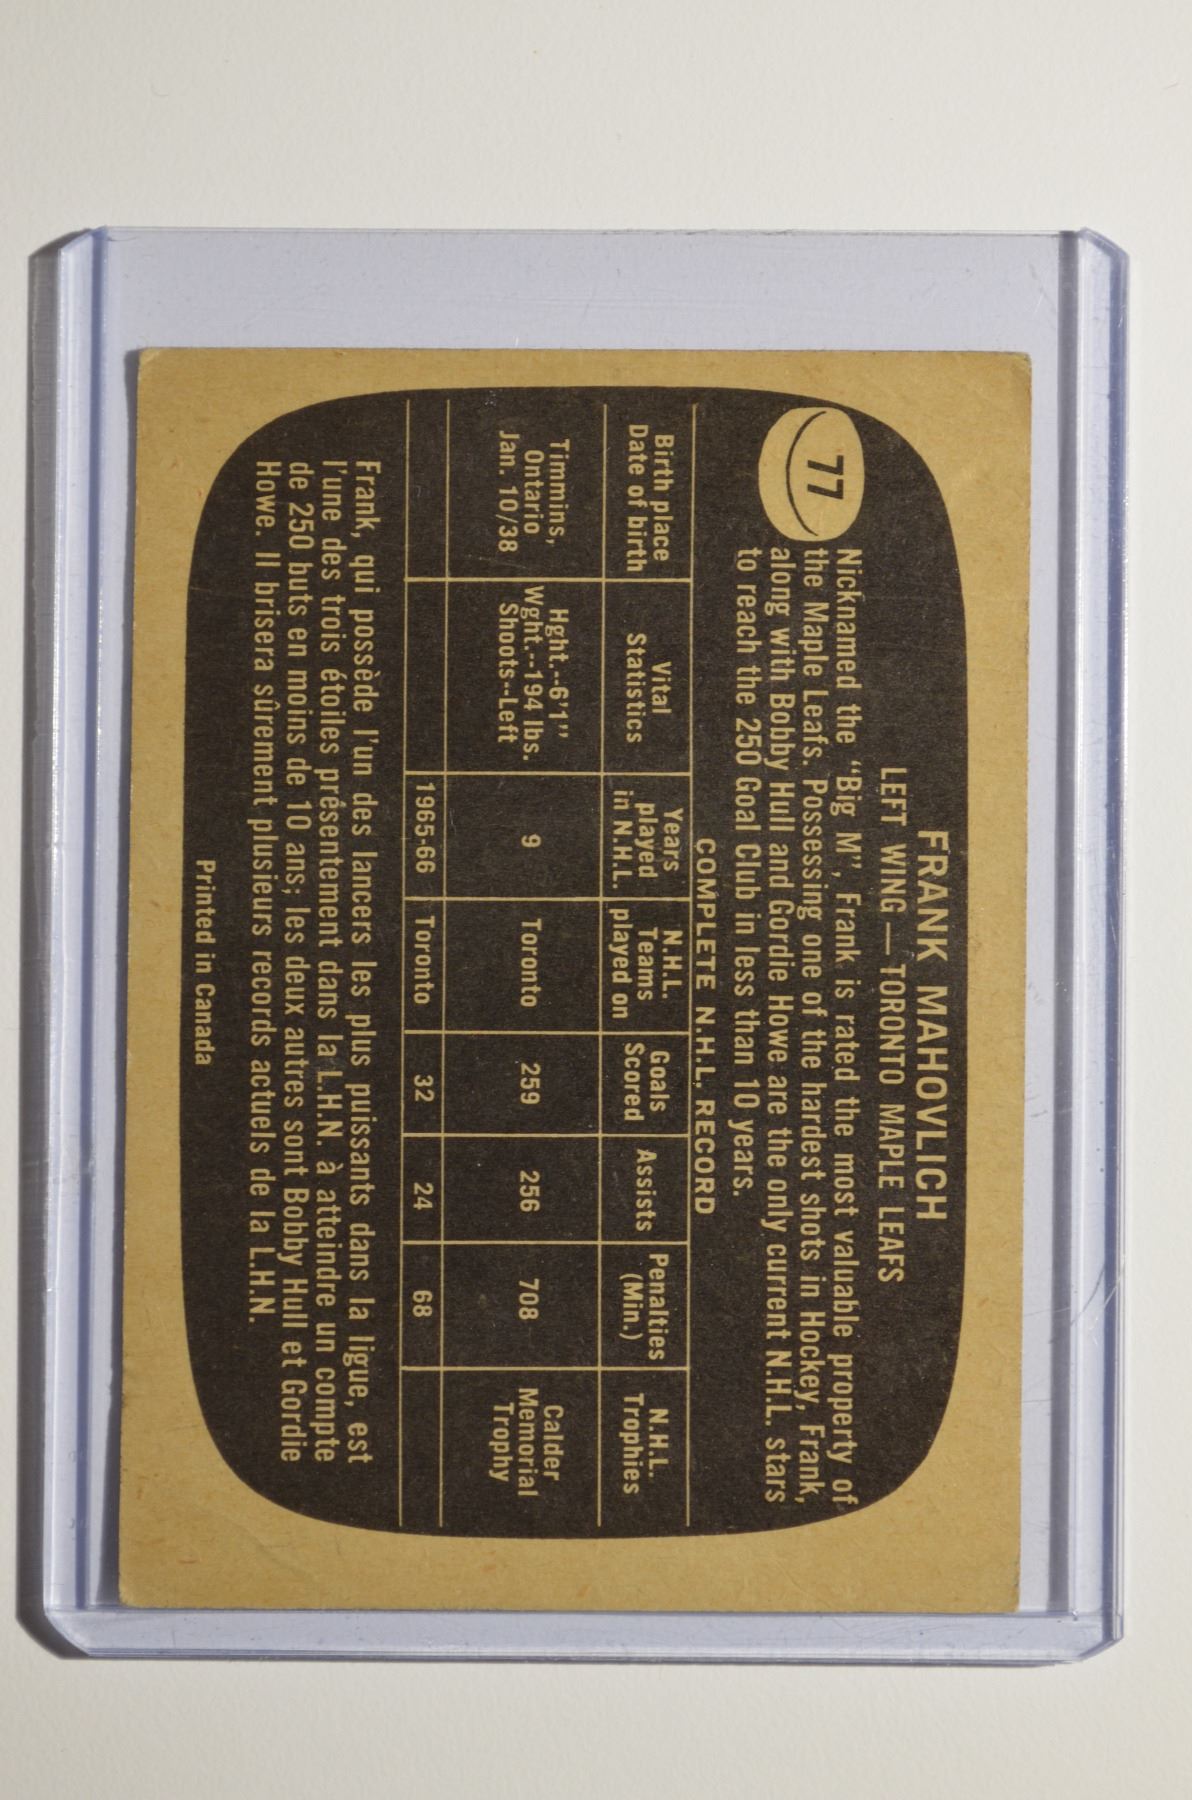 FRANK MAHOVLICH
LEFT WING — TORONTO MAPLE LEAFS
77
Nicknamed the "Big M", Frank is rated the most valuable property of
the Maple Leafs. Possessing one of the hardest shots in Hockey, Frank,
along with Bobby Hull and Gordie Howe are the only current N.H.L. stars
to reach the 250 Goal Club in less than 10 years.
COMPLETE N.H.L. RECORD
Birth place
Date of birth
Vital
Statistics
Years
played
in N.H.L.
N.H.L.
Teams
played on
Goals
Scored
Assists
Penalties
(Min.)
N.H.L.
Trophies
Timmins,
Ontario
Jan. 10/38
Hght.--6'1"
Wght.--194 lbs.
Shoots--Left
9
Toronto
259
256
708
Calder
Memorial
Trophy
1965-66
Toronto
32
24
68
Frank, qui possède l'un des lancers les plus puissants dans la ligue, est
l'une des trois étoiles présentement dans la L.H.N. à atteindre un compte
de 250 buts en moins de 10 ans; les deux autres sont Bobby Hull et Gordie
Howe. Il brisera sûrement plusieurs records actuels de la L.H.N.
Printed in Canada